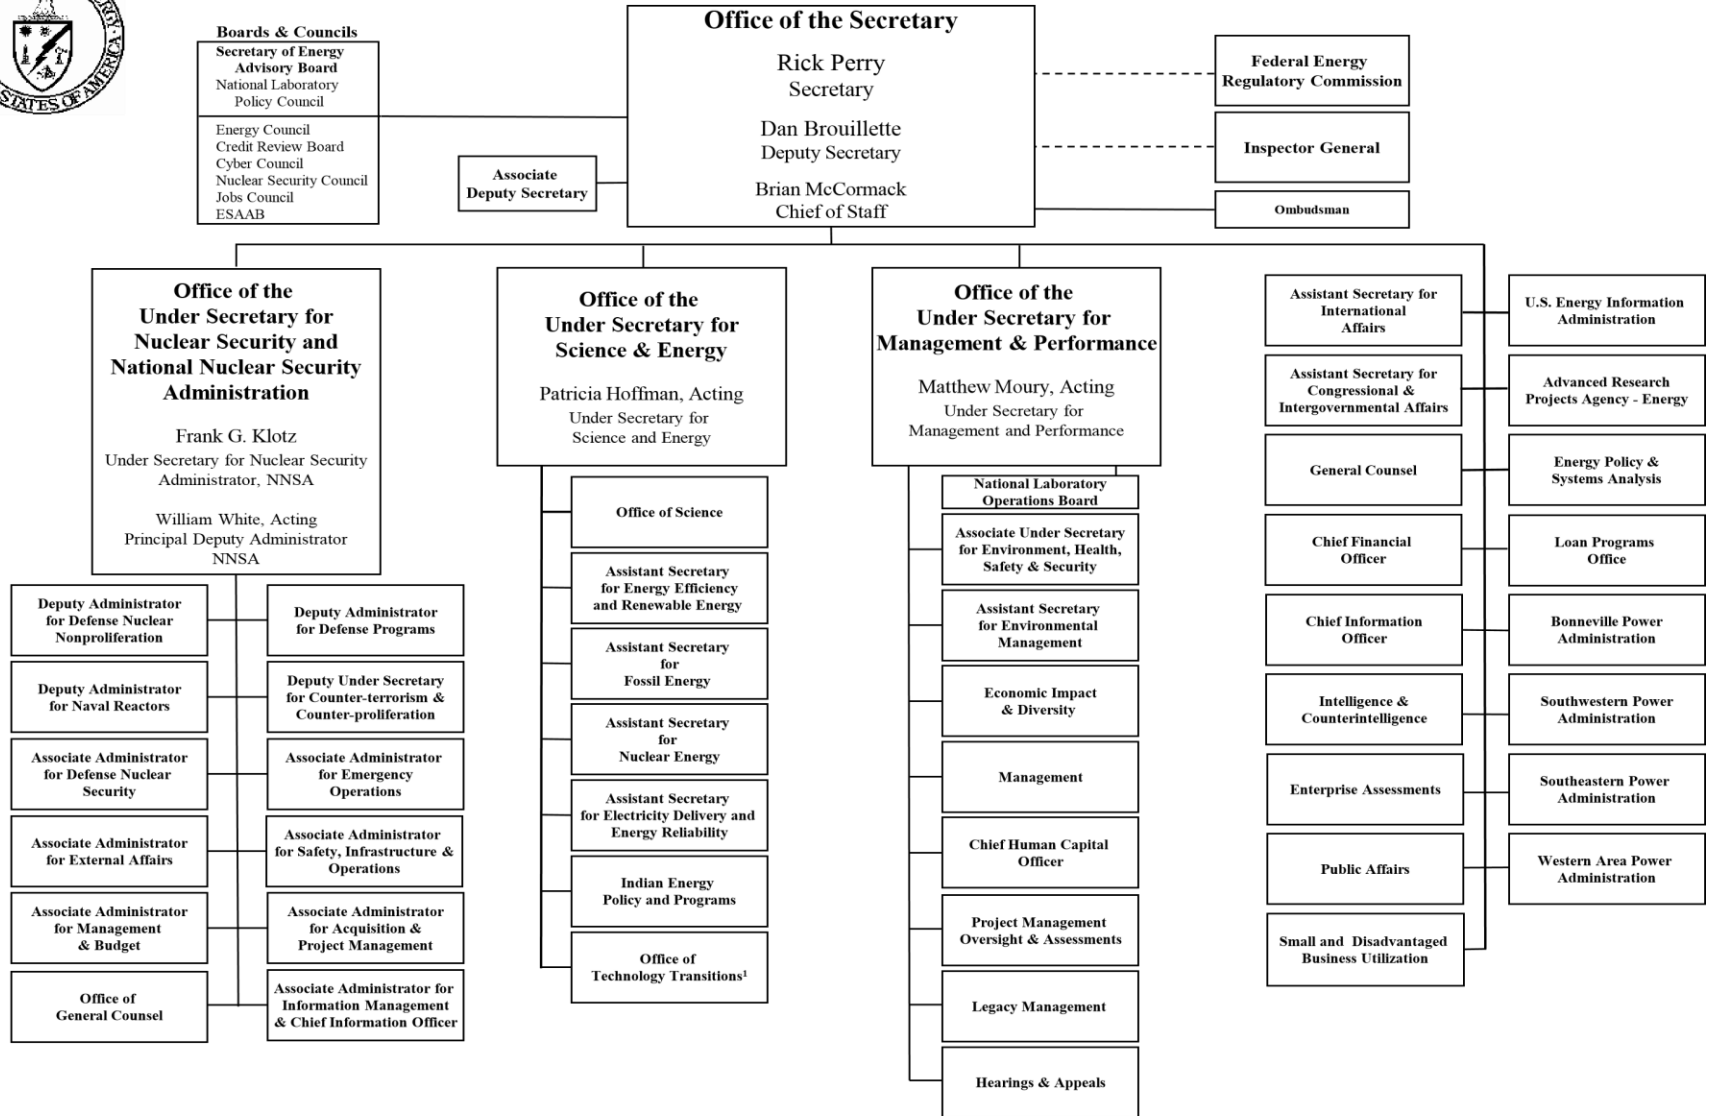 ERGY·
STATES OF AMERICA·
Boards & Councils
Secretary of Energy
Advisory Board
National Laboratory
Policy Council
Energy Council
Credit Review Board
Cyber Council
Nuclear Security Council
Jobs Council
ESAAB
Associate
Deputy Secretary
Office of the Secretary
Rick Perry
Secretary
Dan Brouillette
Deputy Secretary
Brian McCormack
Chief of Staff
Federal Energy
Regulatory Commission
Inspector General
Ombudsman
Office of the
Under Secretary for
Nuclear Security and
National Nuclear Security
Administration
Frank G. Klotz
Under Secretary for Nuclear Security
Administrator, NNSA
William White, Acting
Principal Deputy Administrator
NNSA
Deputy Administrator
for Defense Nuclear
Nonproliferation
Deputy Administrator
for Defense Programs
Deputy Administrator
for Naval Reactors
Deputy Under Secretary
for Counter-terrorism &
Counter-proliferation
Associate Administrator
for Defense Nuclear
Security
Associate Administrator
for Emergency
Operations
Associate Administrator
for External Affairs
Associate Administrator
for Safety, Infrastructure &
Operations
Associate Administrator
for Management
& Budget
Associate Administrator
for Acquisition &
Project Management
Office of
General Counsel
Associate Administrator for
Information Management
& Chief Information Officer
Office of the
Under Secretary for
Science & Energy
Patricia Hoffman, Acting
Under Secretary for
Science and Energy
Office of Science
Assistant Secretary
for Energy Efficiency
and Renewable Energy
Assistant Secretary
for
Fossil Energy
Assistant Secretary
for
Nuclear Energy
Assistant Secretary
for Electricity Delivery and
Energy Reliability
Indian Energy
Policy and Programs
Office of
Technology Transitions¹
Office of the
Under Secretary for
Management & Performance
Matthew Moury, Acting
Under Secretary for
Management and Performance
National Laboratory
Operations Board
Associate Under Secretary
for Environment, Health,
Safety & Security
Assistant Secretary
for Environmental
Management
Economic Impact
& Diversity
Management
Chief Human Capital
Officer
Project Management
Oversight & Assessments
Legacy Management
Hearings & Appeals
Assistant Secretary for
International
Affairs
U.S. Energy Information
Administration
Assistant Secretary for
Congressional &
Intergovernmental Affairs
Advanced Research
Projects Agency - Energy
General Counsel
Energy Policy &
Systems Analysis
Chief Financial
Officer
Loan Programs
Office
Chief Information
Officer
Bonneville Power
Administration
Intelligence &
Counterintelligence
Southwestern Power
Administration
Enterprise Assessments
Southeastern Power
Administration
Public Affairs
Western Area Power
Administration
Small and Disadvantaged
Business Utilization